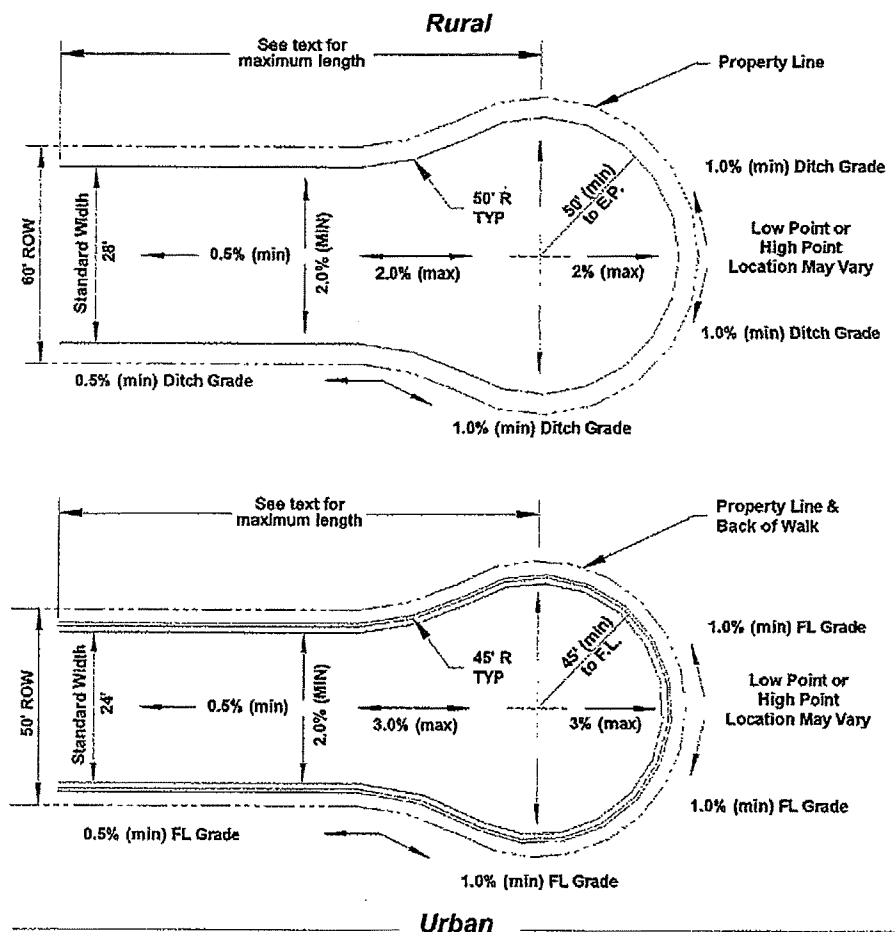 Rural
See text for
maximum length
Property Line
1.0% (min) Ditch Grade
50' R
TYP
50' (min)
to E.P.
60' ROW
Standard Width
28'
0.5% (min)
2.0% (MIN)
2.0% (max)
2% (max)
Low Point or
High Point
Location May Vary
1.0% (min) Ditch Grade
0.5% (min) Ditch Grade
1.0% (min) Ditch Grade
See text for
maximum length
Property Line &
Back of Walk
1.0% (min) FL Grade
45' R
TYP
45' (min)
to F.L.
50' ROW
Standard Width
24'
0.5% (min)
2.0% (MIN)
3.0% (max)
3% (max)
Low Point or
High Point
Location May Vary
1.0% (min) FL Grade
0.5% (min) FL Grade
1.0% (min) FL Grade
Urban